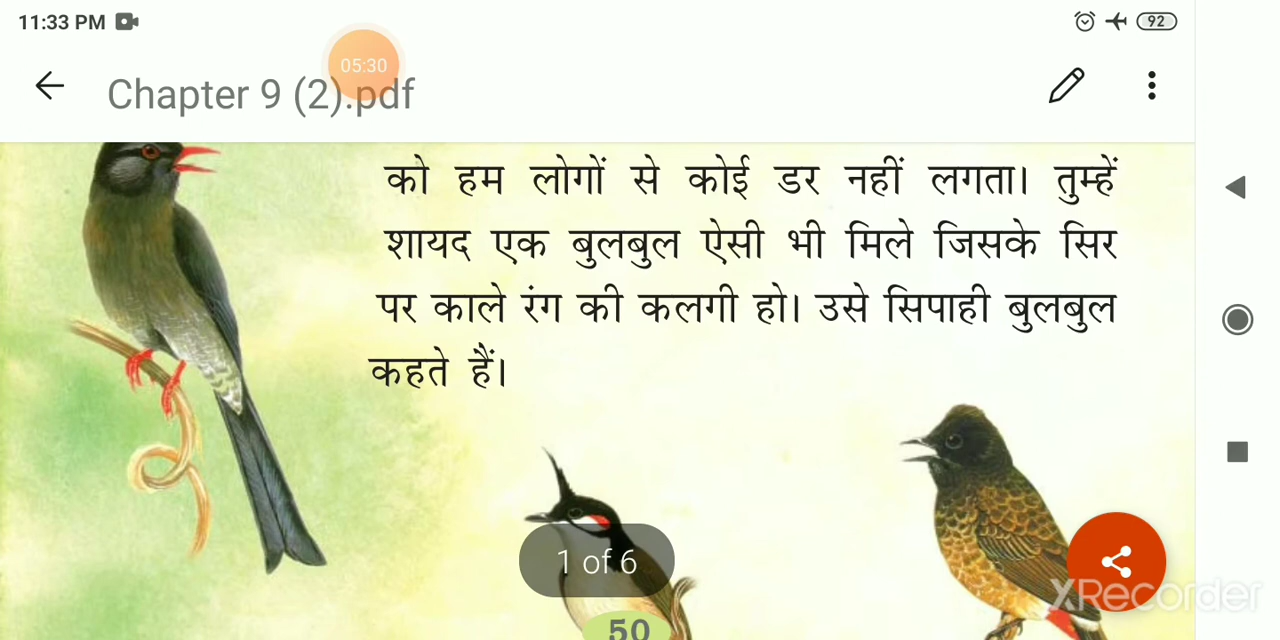 11:33 PM
92
05:30
Chapter 9 (2).pdf
को हम लोगों से कोई डर नहीं लगता। तुम्हें
शायद एक बुलबुल ऐसी भी मिले जिसके सिर
पर काले रंग की कलगी हो। उसे सिपाही बुलबुल
कहते हैं।
1 of 6
50
XRecorder